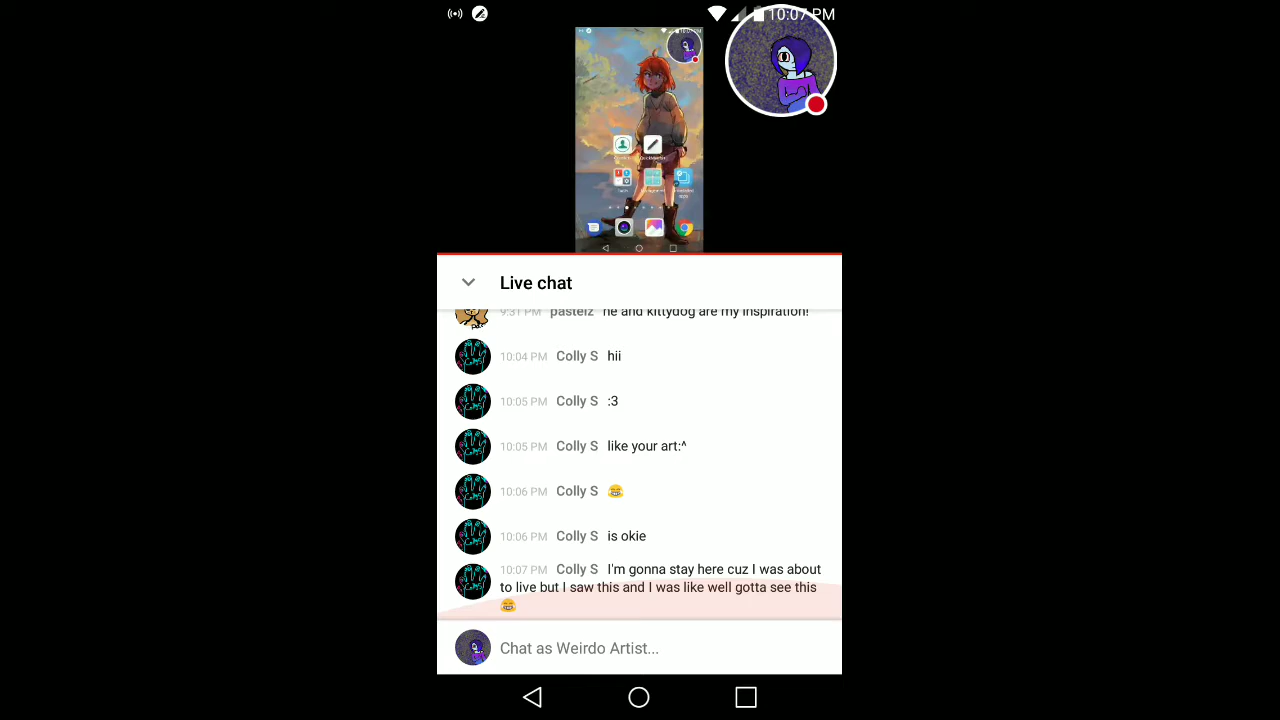 10:07 PM
Live chat
9:31 PM pastelz he and kittydog are my inspiration!
10:04 PM Colly S hii
10:05 PM Colly S :3
10:05 PM Colly S like your art:^
10:06 PM Colly S 😂
10:06 PM Colly S is okie
10:07 PM Colly S I'm gonna stay here cuz I was about
to live but I saw this and I was like well gotta see this
😂
Chat as Weirdo Artist...